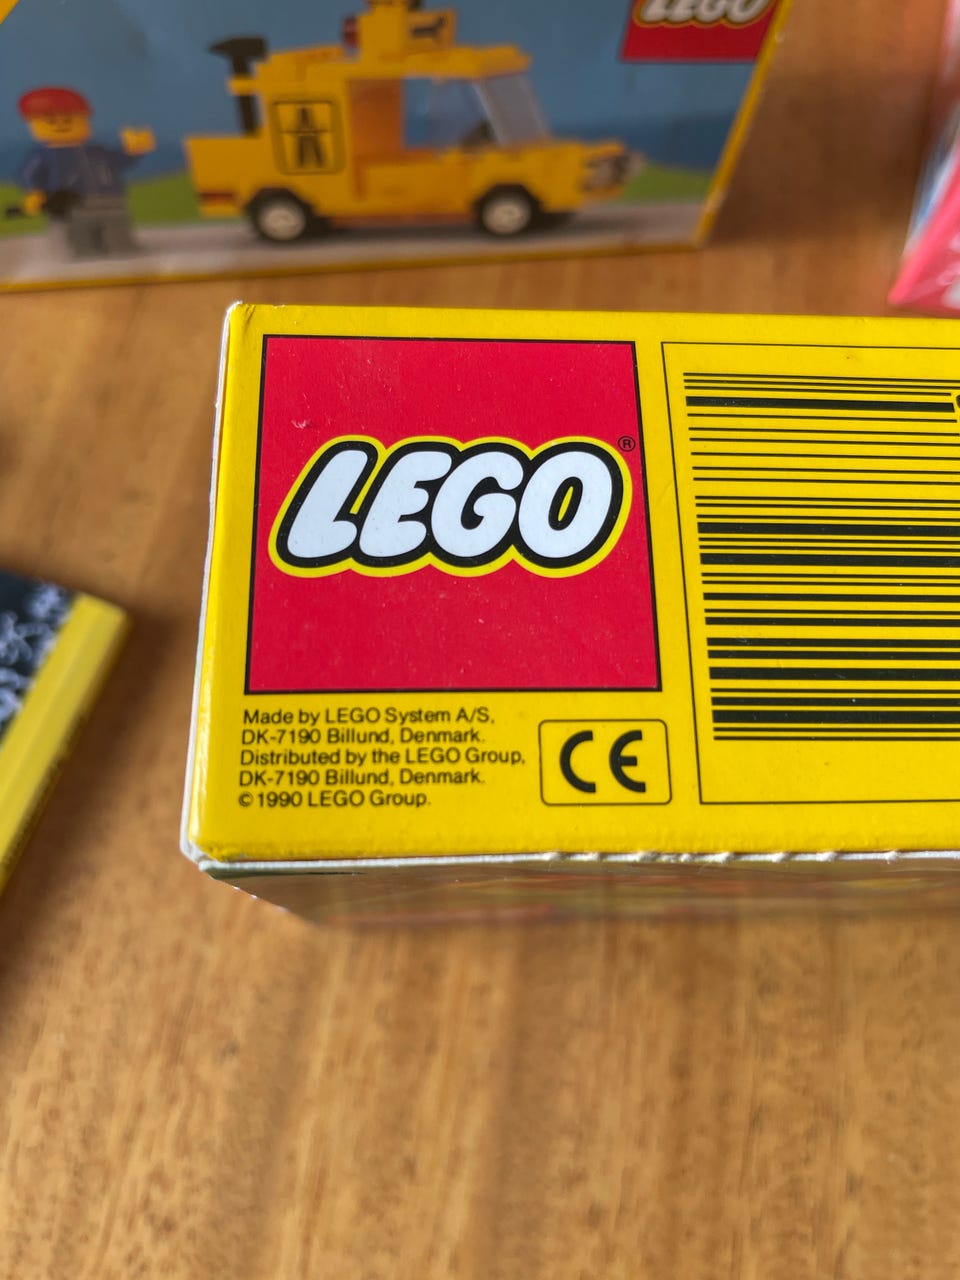 LEGO
LEGO
®
Made by LEGO System A/S,
DK-7190 Billund, Denmark.
Distributed by the LEGO Group,
DK-7190 Billund, Denmark.
© 1990 LEGO Group.
CE